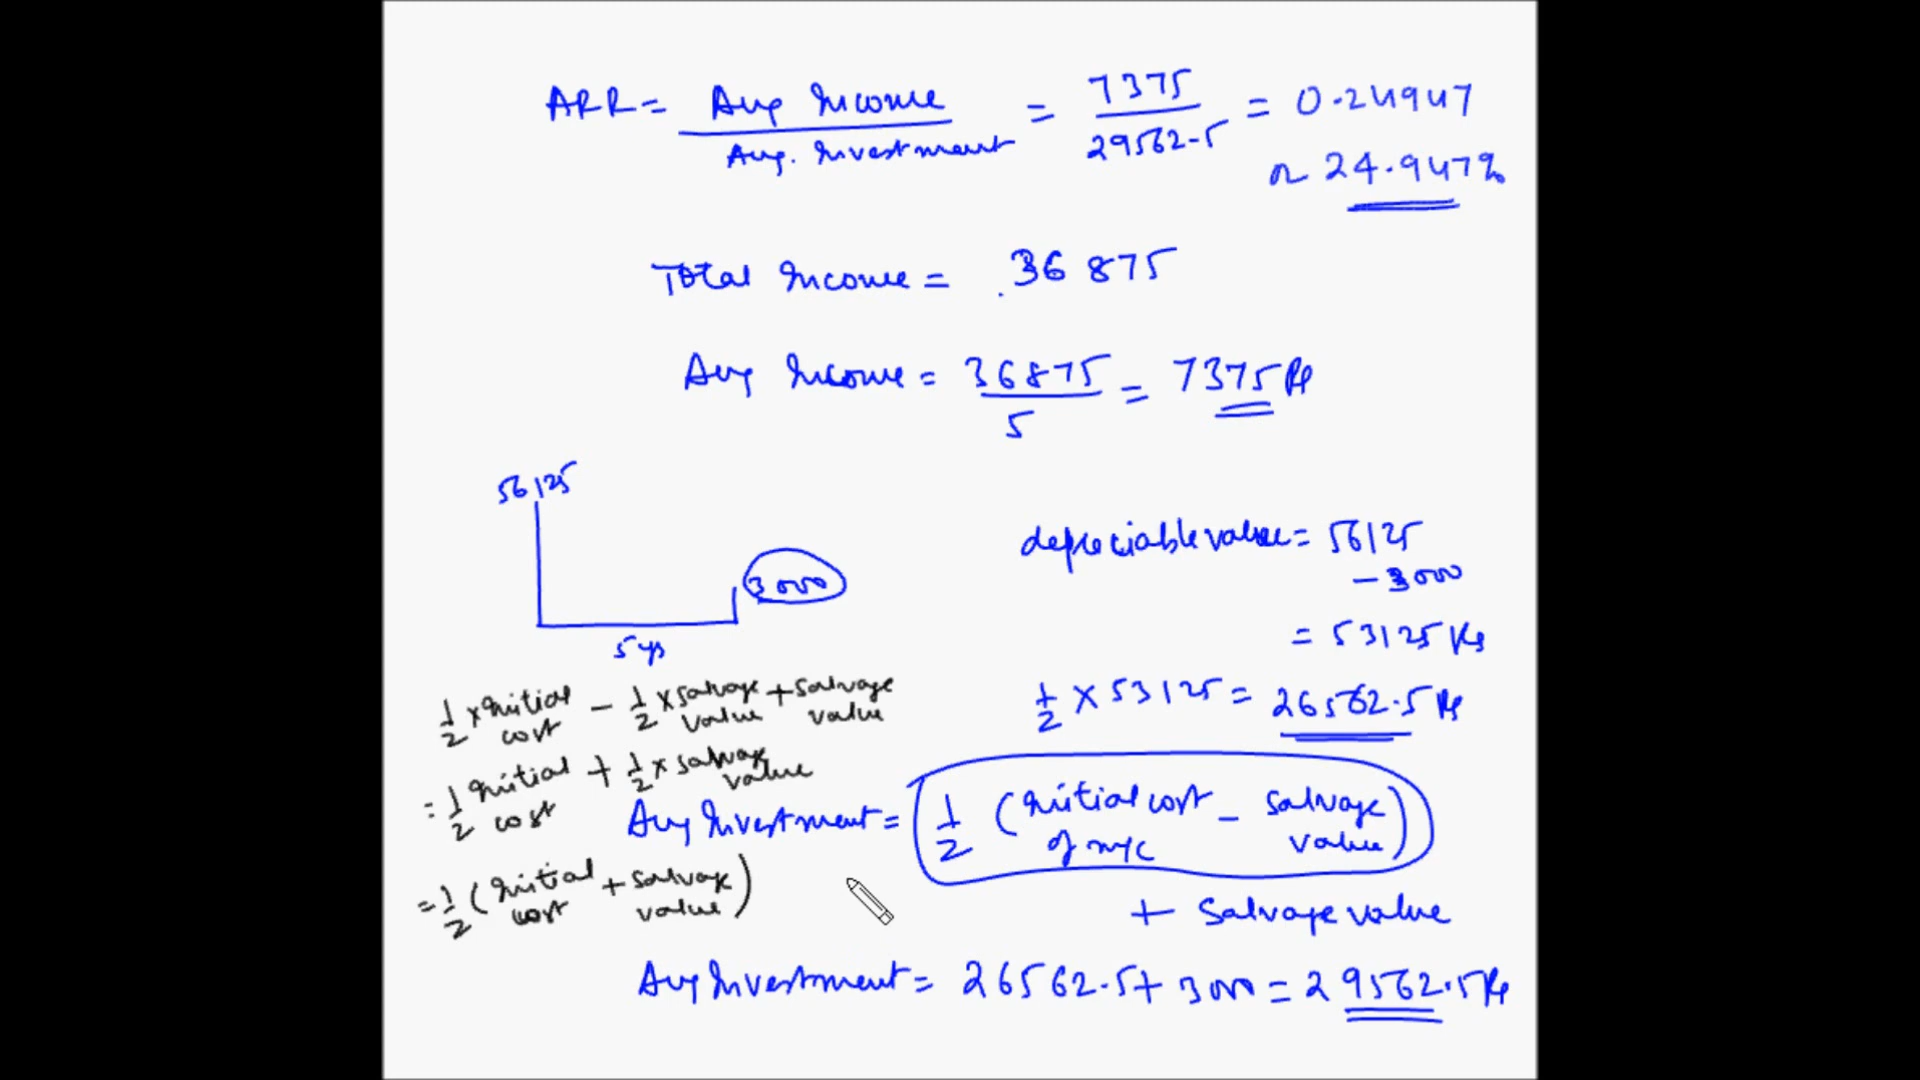 ARR = Avg Income / Avg. Investment = 7375 / 29562.5 = 0.24947
~ 24.947%
Total Income = 36875
Avg Income = 36875 / 5 = 7375 Rs
56125
3000
5 yrs
depreciable value = 56125
- 3000
= 53125 Rs
1/2 × 53125 = 26562.5 Rs
1/2 × Initial cost - 1/2 × salvage value + salvage value
= 1/2 Initial cost + 1/2 × salvage value
= 1/2 (Initial cost + salvage value)
Avg Investment = 1/2 (Initial cost of m/c - salvage value)
+ Salvage value
Avg Investment = 26562.5 + 3000 = 29562.5 Rs